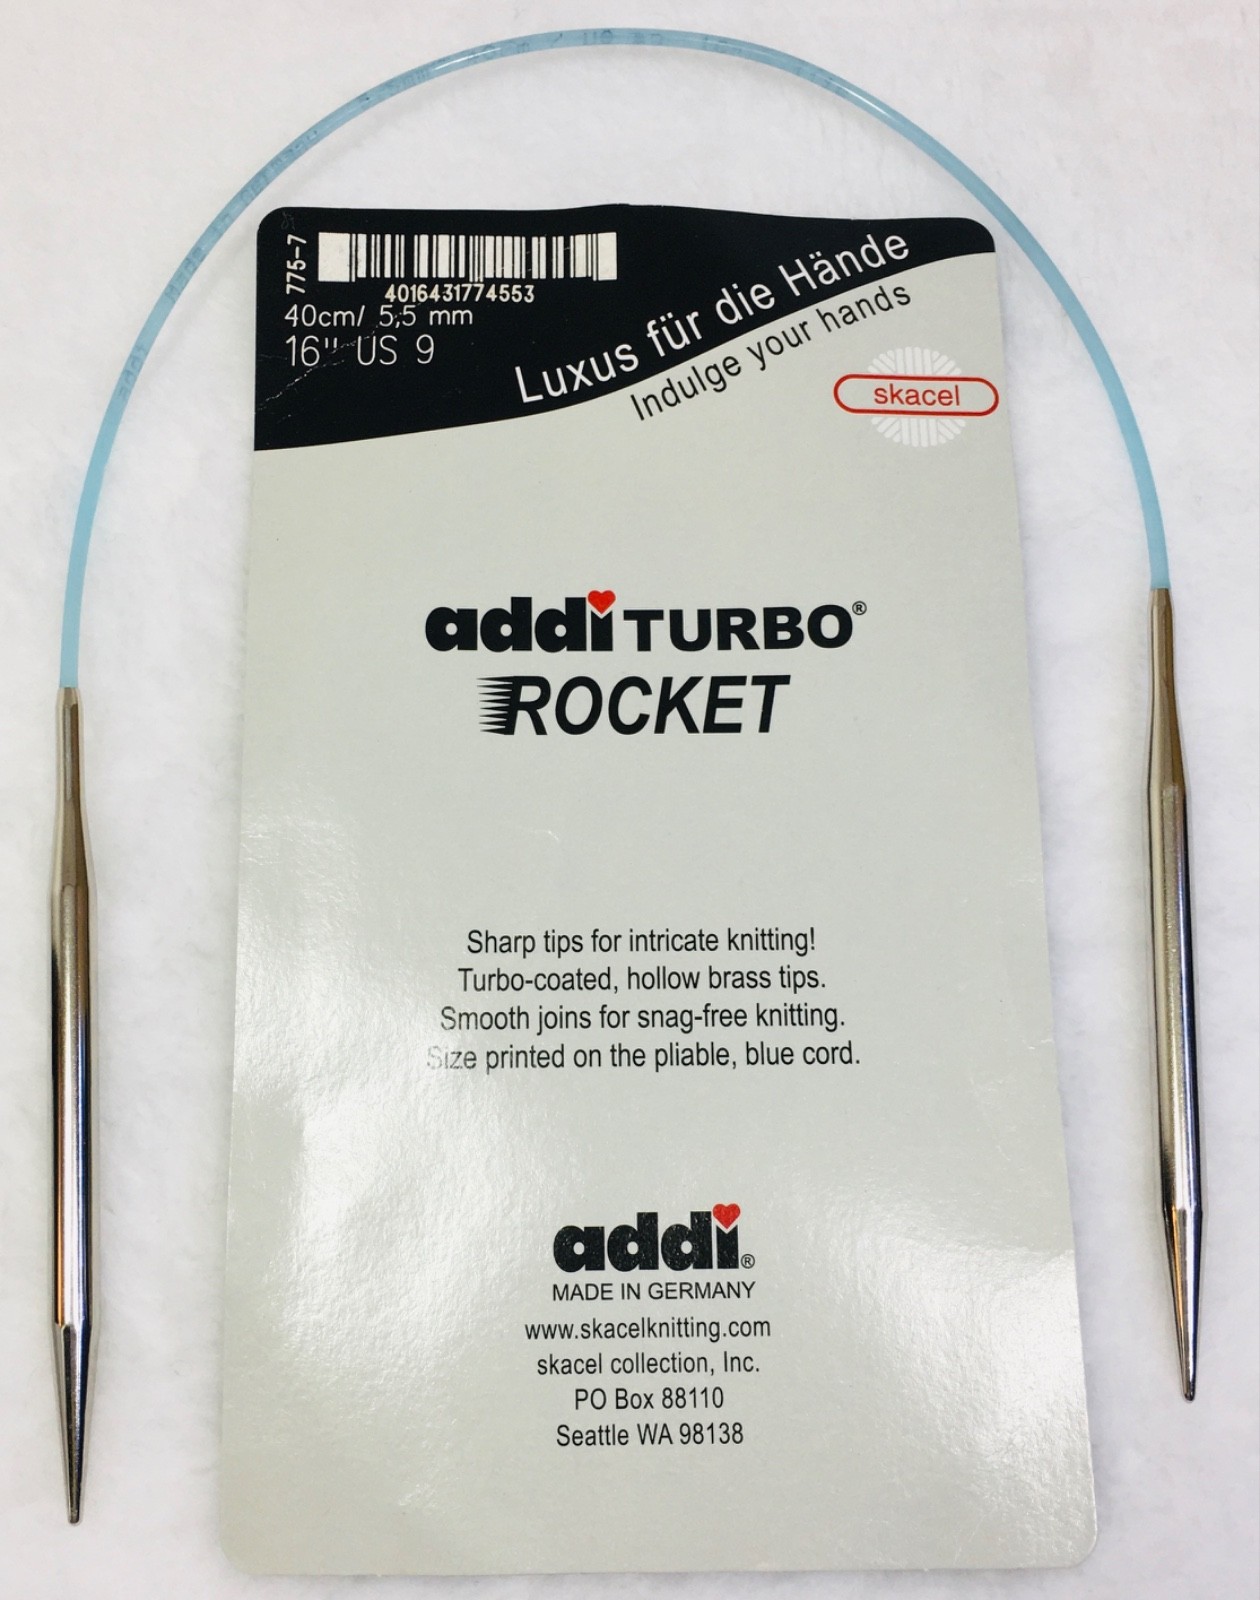 775-7
4016431774553
40cm/ 5,5 mm
16" US 9
Luxus für die Hände
Indulge your hands
skacel
addi TURBO®
ROCKET
Sharp tips for intricate knitting!
Turbo-coated, hollow brass tips.
Smooth joins for snag-free knitting.
Size printed on the pliable, blue cord.
addi®
MADE IN GERMANY
www.skacelknitting.com
skacel collection, Inc.
PO Box 88110
Seattle WA 98138